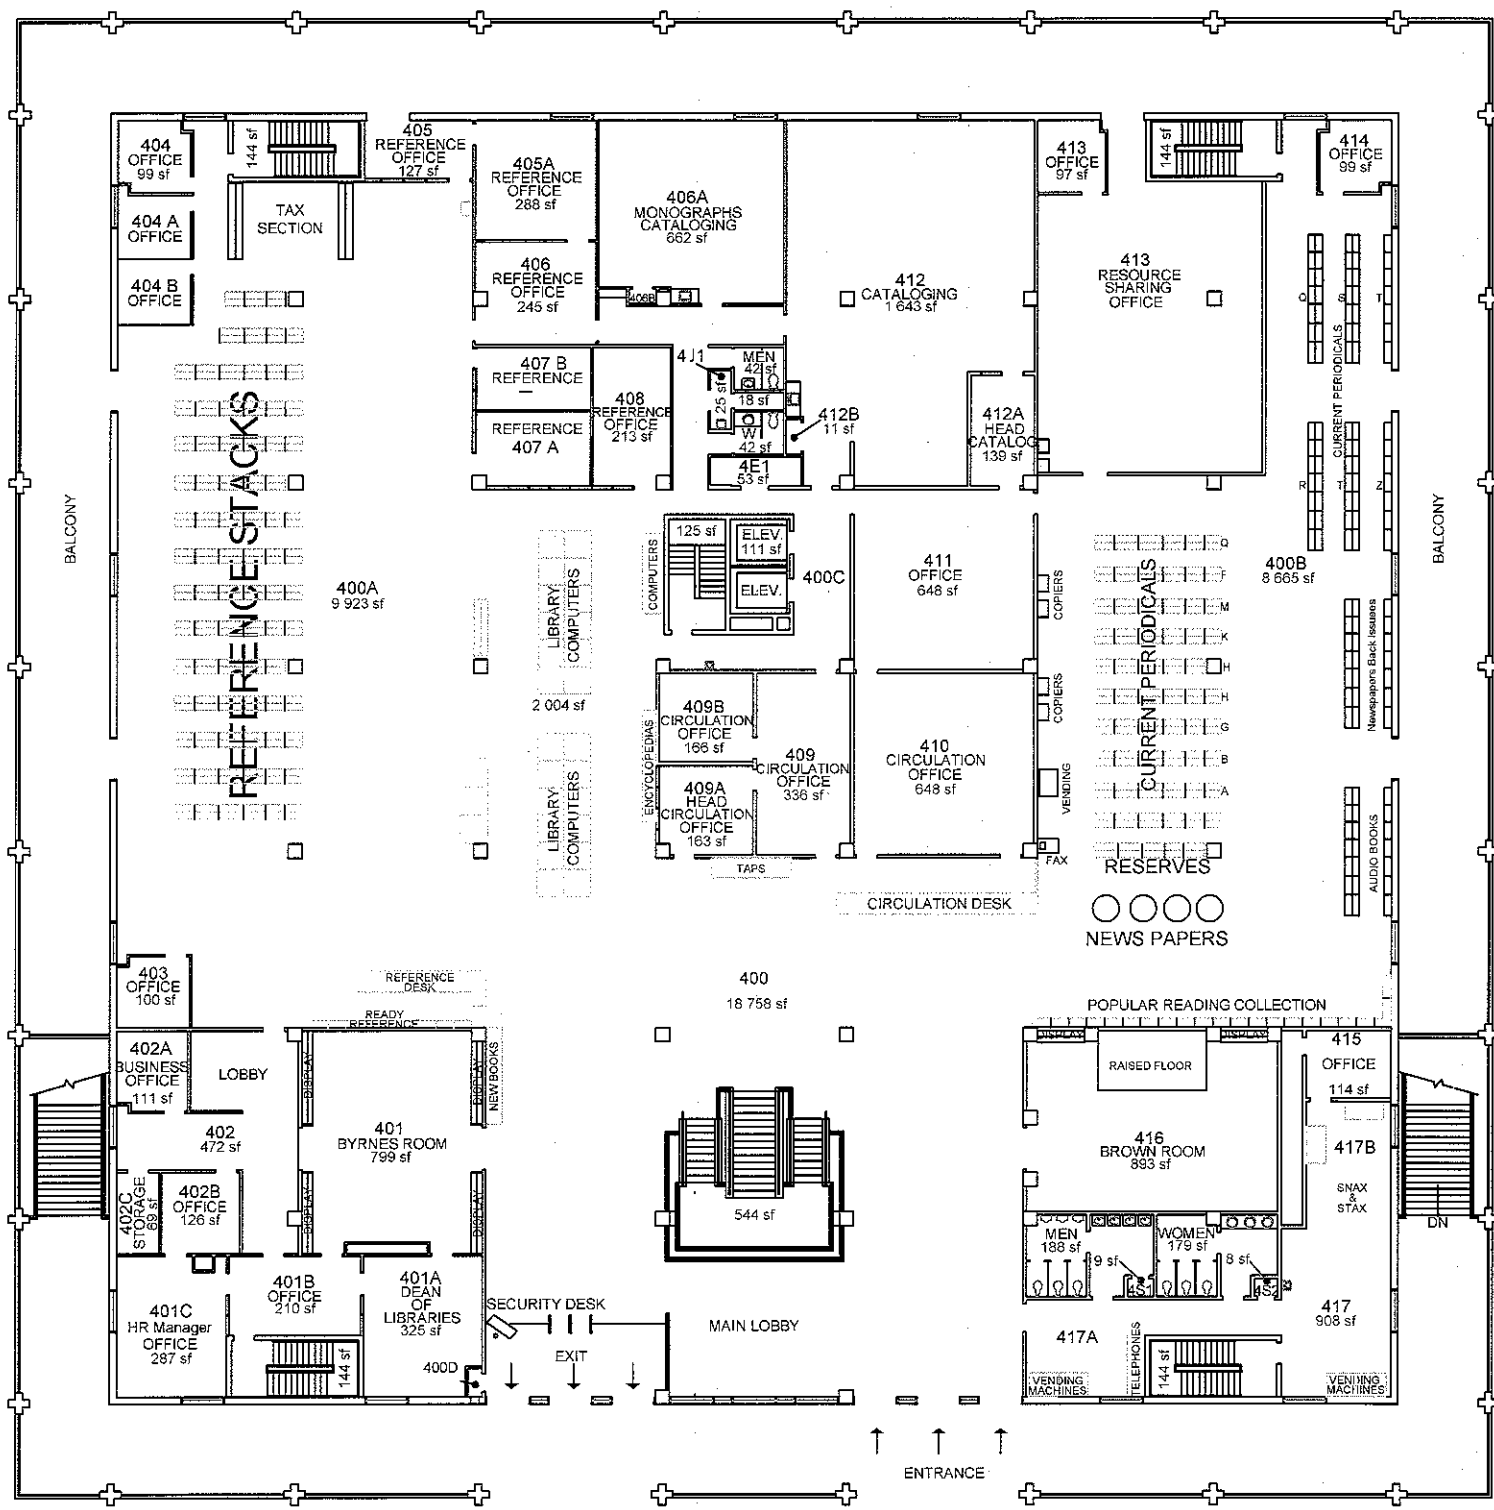 404
OFFICE
99 sf
144 sf
405
REFERENCE
OFFICE
127 sf
405A
REFERENCE
OFFICE
288 sf
406A
MONOGRAPHS
CATALOGING
662 sf
413
OFFICE
97 sf
144 sf
414
OFFICE
99 sf
404 A
OFFICE
TAX
SECTION
404 B
OFFICE
406
REFERENCE
OFFICE
245 sf
406B
412
CATALOGING
1 643 sf
413
RESOURCE
SHARING
OFFICE
Q
S
T
CURRENT PERIODICALS
407 B
REFERENCE
REFERENCE
407 A
408
REFERENCE
OFFICE
213 sf
4J1
25 sf
MEN
42 sf
18 sf
W
42 sf
4E1
53 sf
412B
11 sf
412A
HEAD
CATALOG
139 sf
R
T
Z
BALCONY
REFERENCE STACKS
400A
9 923 sf
LIBRARY
COMPUTERS
COMPUTERS
125 sf
ELEV.
111 sf
ELEV.
400C
411
OFFICE
648 sf
COPIERS
CURRENT PERIODICALS
Q
F
M
K
H
H
G
B
A
400B
8 665 sf
BALCONY
Newspapers Back Issues
2 004 sf
LIBRARY
COMPUTERS
ENCYCLOPEDIAS
409B
CIRCULATION
OFFICE
166 sf
409A
HEAD
CIRCULATION
OFFICE
163 sf
409
CIRCULATION
OFFICE
336 sf
410
CIRCULATION
OFFICE
648 sf
COPIERS
VENDING
FAX
AUDIO BOOKS
TAPS
RESERVES
CIRCULATION DESK
NEWS PAPERS
403
OFFICE
100 sf
REFERENCE
DESK
READY
REFERENCE
400
18 758 sf
POPULAR READING COLLECTION
402A
BUSINESS
OFFICE
111 sf
LOBBY
DISPLAY
DISPLAY
NEW BOOKS
401
BYRNES ROOM
799 sf
402
472 sf
402C
STORAGE
69 sf
402B
OFFICE
126 sf
DISPLAY
DISPLAY
544 sf
DISPLAY
DISPLAY
RAISED FLOOR
415
OFFICE
114 sf
416
BROWN ROOM
893 sf
417B
SNAX
&
STAX
DN
MEN
188 sf
9 sf
4S1
WOMEN
179 sf
8 sf
4S2
401C
HR Manager
OFFICE
287 sf
401B
OFFICE
210 sf
401A
DEAN
OF
LIBRARIES
325 sf
144 sf
400D
SECURITY DESK
EXIT
MAIN LOBBY
417A
TELEPHONES
144 sf
417
908 sf
VENDING
MACHINES
VENDING
MACHINES
ENTRANCE